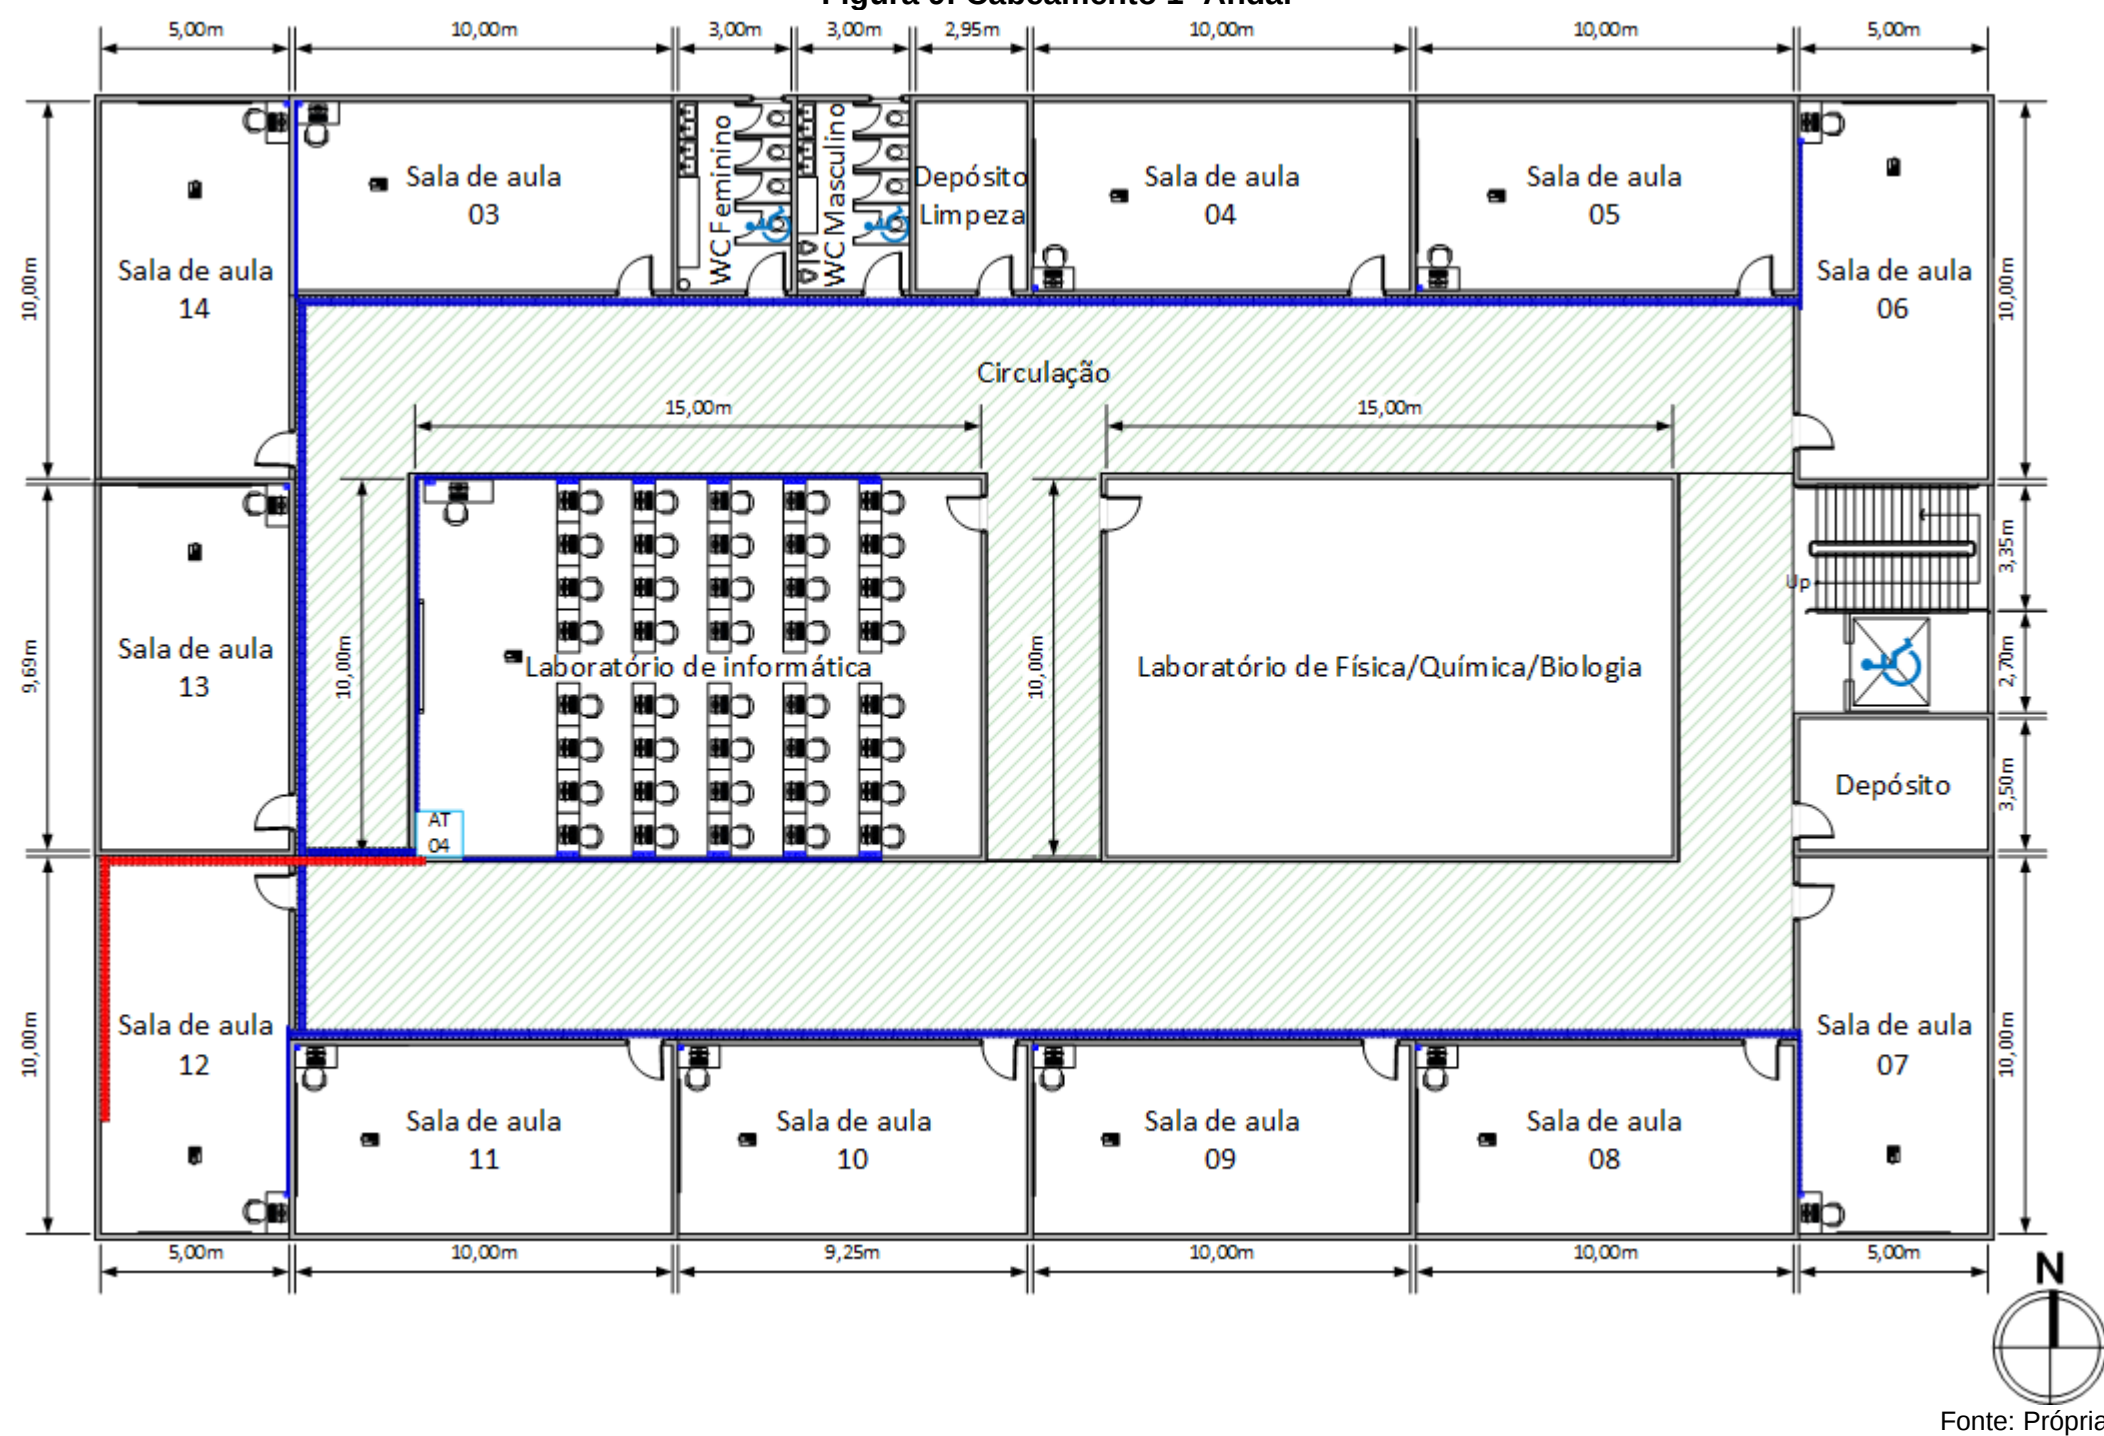 Figura 9: Cabeamento 1º Andar
5,00m
10,00m
3,00m
3,00m
2,95m
10,00m
10,00m
5,00m
Sala de aula
14
Sala de aula
03
WC Feminino
WC Masculino
Depósito
Limpeza
Sala de aula
04
Sala de aula
05
Sala de aula
06
10,00m
10,00m
Circulação
15,00m
15,00m
Sala de aula
13
9,69m
10,00m
Laboratório de informática
AT
04
10,00m
Laboratório de Física/Química/Biologia
Up
3,35m
2,70m
Depósito
3,50m
Sala de aula
12
10,00m
Sala de aula
11
Sala de aula
10
Sala de aula
09
Sala de aula
08
Sala de aula
07
10,00m
5,00m
10,00m
9,25m
10,00m
10,00m
5,00m
N
Fonte: Própria